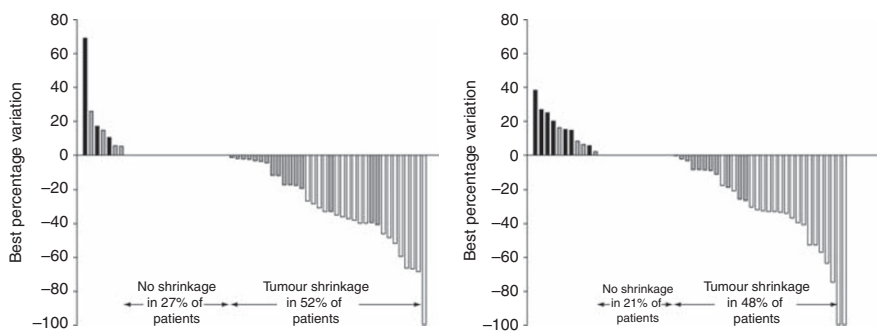 Best percentage variation
80
60
40
20
0
–20
–40
–60
–80
–100
No shrinkage
in 27% of
patients
Tumour shrinkage
in 52% of
patients
Best percentage variation
80
60
40
20
0
–20
–40
–60
–80
–100
No shrinkage
in 21% of
patients
Tumour shrinkage
in 48% of
patients